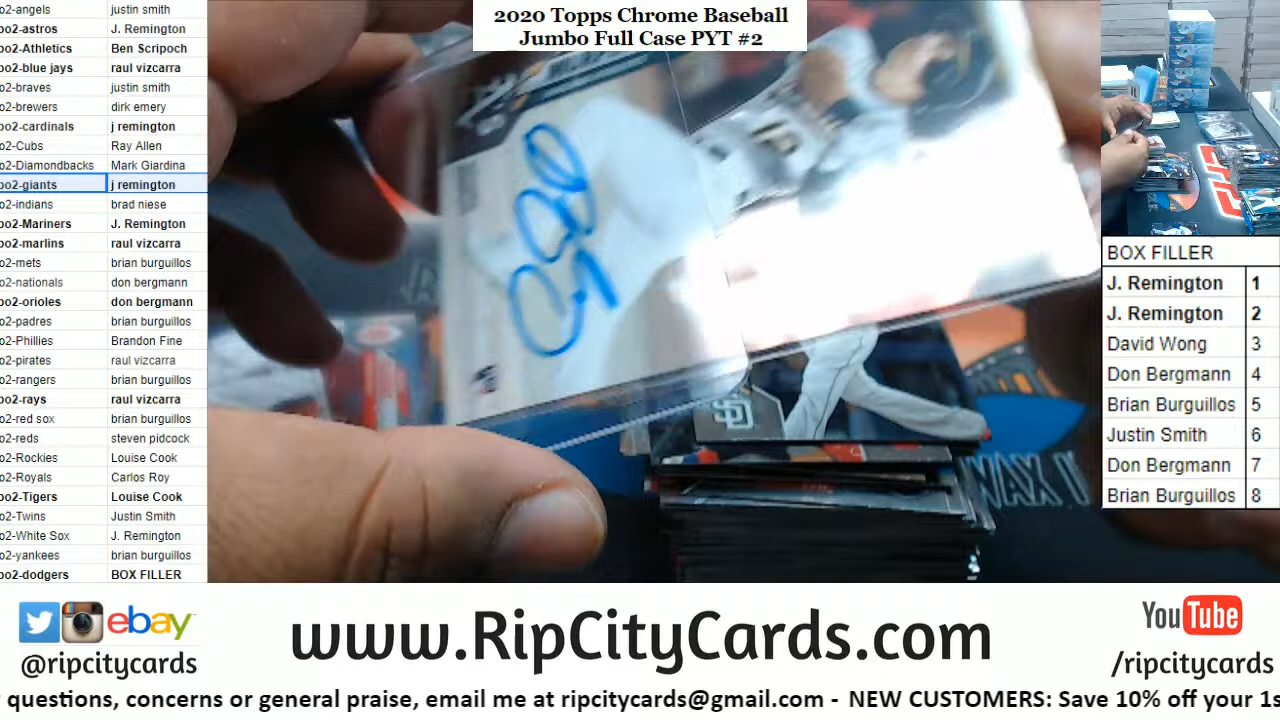 2020 Topps Chrome Baseball
Jumbo Full Case PYT #2
oo2-angels justin smith
oo2-astros J. Remington
oo2-Athletics Ben Scripoch
oo2-blue jays raul vizcarra
oo2-braves justin smith
oo2-brewers dirk emery
oo2-cardinals j remington
oo2-Cubs Ray Allen
oo2-Diamondbacks Mark Giardina
oo2-giants j remington
oo2-indians brad niese
oo2-Mariners J. Remington
oo2-marlins raul vizcarra
oo2-mets brian burguillos
oo2-nationals don bergmann
oo2-orioles don bergmann
oo2-padres brian burguillos
oo2-Phillies Brandon Fine
oo2-pirates raul vizcarra
oo2-rangers brian burguillos
oo2-rays raul vizcarra
oo2-red sox brian burguillos
oo2-reds steven pidcock
oo2-Rockies Louise Cook
oo2-Royals Carlos Roy
oo2-Tigers Louise Cook
oo2-Twins Justin Smith
oo2-White Sox J. Remington
oo2-yankees brian burguillos
oo2-dodgers BOX FILLER
SD
WAX
BOX FILLER
J. Remington 1
J. Remington 2
David Wong 3
Don Bergmann 4
Brian Burguillos 5
Justin Smith 6
Don Bergmann 7
Brian Burguillos 8
ebay
@ripcitycards
www.RipCityCards.com
YouTube
/ripcitycards
questions, concerns or general praise, email me at ripcitycards@gmail.com - NEW CUSTOMERS: Save 10% off your 1s